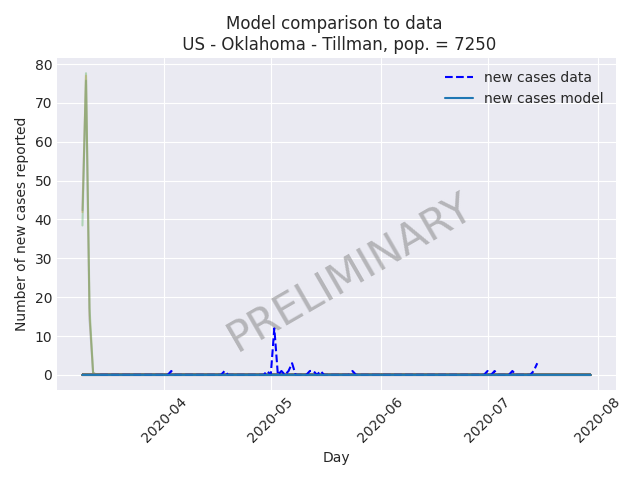 Model comparison to data
US - Oklahoma - Tillman, pop. = 7250
80
70
60
50
40
30
20
10
0
Number of new cases reported
new cases data
new cases model
PRELIMINARY
2020-04
2020-05
2020-06
2020-07
2020-08
Day